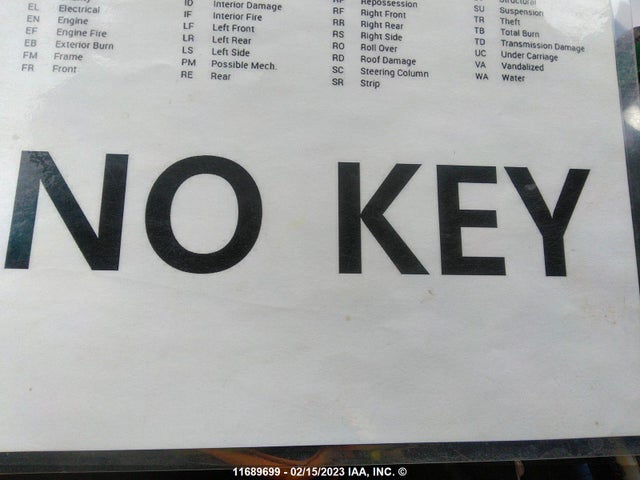 EL Electrical
EN Engine
EF Engine Fire
EB Exterior Burn
FM Frame
FR Front
ID Interior Damage
IF Interior Fire
LF Left Front
LR Left Rear
LS Left Side
PM Possible Mech.
RE Rear
Repossession
RF Right Front
RR Right Rear
RS Right Side
RO Roll Over
RD Roof Damage
SC Steering Column
SR Strip
Structural
SU Suspension
TR Theft
TB Total Burn
TD Transmission Damage
UC Under Carriage
VA Vandalized
WA Water
NO KEY
11689699 - 02/15/2023 IAA, INC. ©